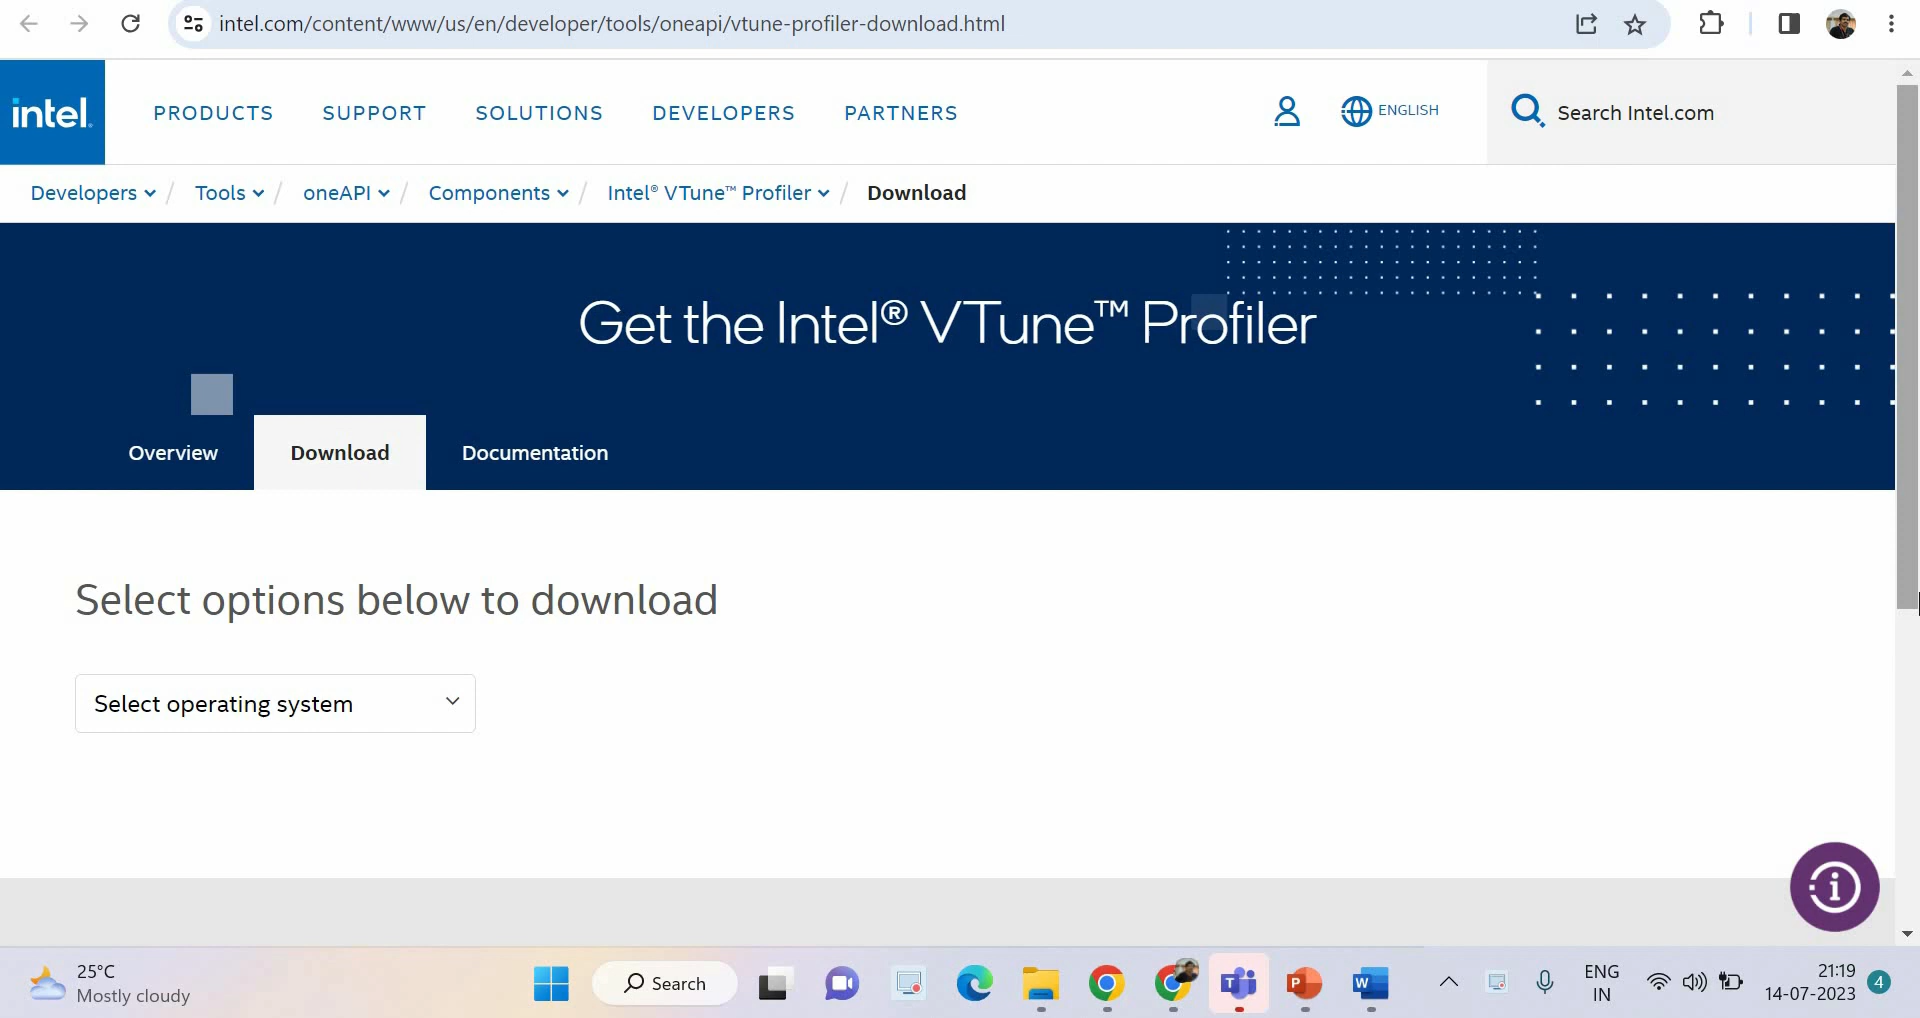 intel.com/content/www/us/en/developer/tools/oneapi/vtune-profiler-download.html
intel.
PRODUCTS SUPPORT SOLUTIONS DEVELOPERS PARTNERS ENGLISH Search Intel.com
Developers / Tools / oneAPI / Components / Intel® VTune™ Profiler / Download
Get the Intel® VTune™ Profiler
Overview Download Documentation
Select options below to download
Select operating system
25°C
Mostly cloudy
Search
ENG
IN
21:19
14-07-2023
4